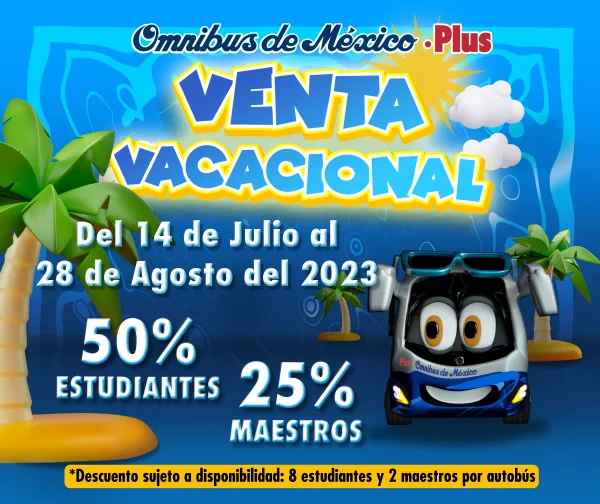 Omnibus de México •Plus
VENTA
VACACIONAL
Del 14 de Julio al
28 de Agosto del 2023
50%
ESTUDIANTES
25%
MAESTROS
Plus Omnibus de México
*Descuento sujeto a disponibilidad: 8 estudiantes y 2 maestros por autobús